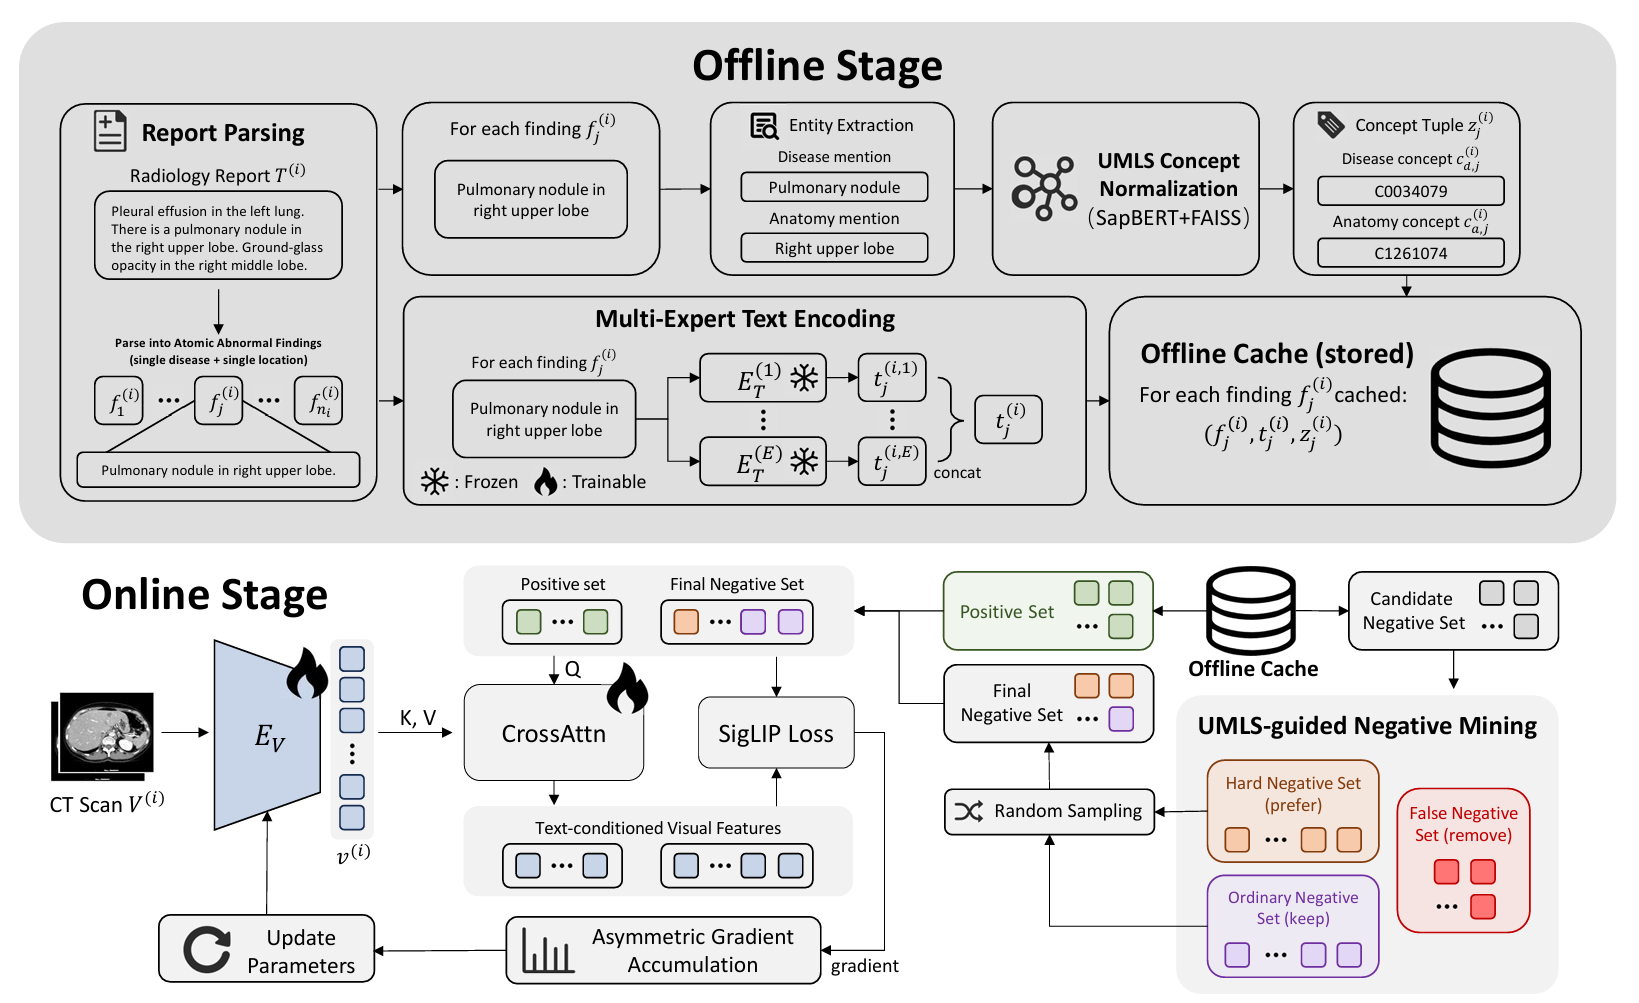 Offline Stage
Report Parsing
Radiology Report T^(i)
Pleural effusion in the left lung.
There is a pulmonary nodule in
the right upper lobe. Ground-glass
opacity in the right middle lobe.
Parse into Atomic Abnormal Findings
(single disease + single location)
f_1^(i) ••• f_j^(i) ••• f_{n_i}^(i)
Pulmonary nodule in right upper lobe.
For each finding f_j^(i)
Pulmonary nodule in
right upper lobe
Entity Extraction
Disease mention
Pulmonary nodule
Anatomy mention
Right upper lobe
UMLS Concept
Normalization
(SapBERT+FAISS)
Concept Tuple z_j^(i)
Disease concept c_{d,j}^(i)
C0034079
Anatomy concept c_{a,j}^(i)
C1261074
Multi-Expert Text Encoding
For each finding f_j^(i)
Pulmonary nodule in
right upper lobe
E_T^(1)
t_j^(i,1)
E_T^(E)
t_j^(i,E)
concat
t_j^(i)
: Frozen
: Trainable
Offline Cache (stored)
For each finding f_j^(i) cached:
(f_j^(i), t_j^(i), z_j^(i))
Online Stage
CT Scan V^(i)
E_V
v^(i)
K, V
Positive set
Final Negative Set
Q
CrossAttn
SigLIP Loss
Text-conditioned Visual Features
Asymmetric Gradient
Accumulation
gradient
Update
Parameters
Positive Set
Offline Cache
Candidate
Negative Set
Final
Negative Set
Random Sampling
UMLS-guided Negative Mining
Hard Negative Set
(prefer)
Ordinary Negative
Set (keep)
False Negative
Set (remove)